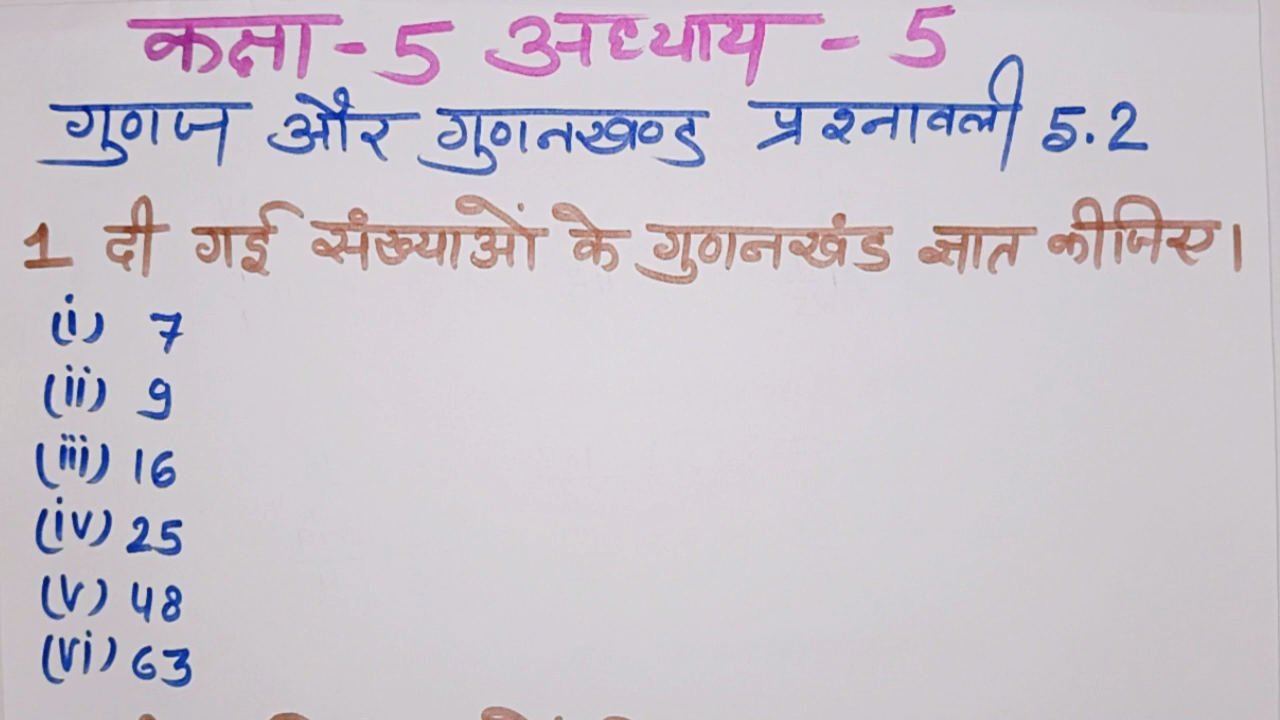 कक्षा - 5 अध्याय - 5
गुणज और गुणनखण्ड प्रश्नावली 5.2
1 दी गई संख्याओं के गुणनखंड ज्ञात कीजिए।
(i) 7
(ii) 9
(iii) 16
(iv) 25
(v) 48
(vi) 63